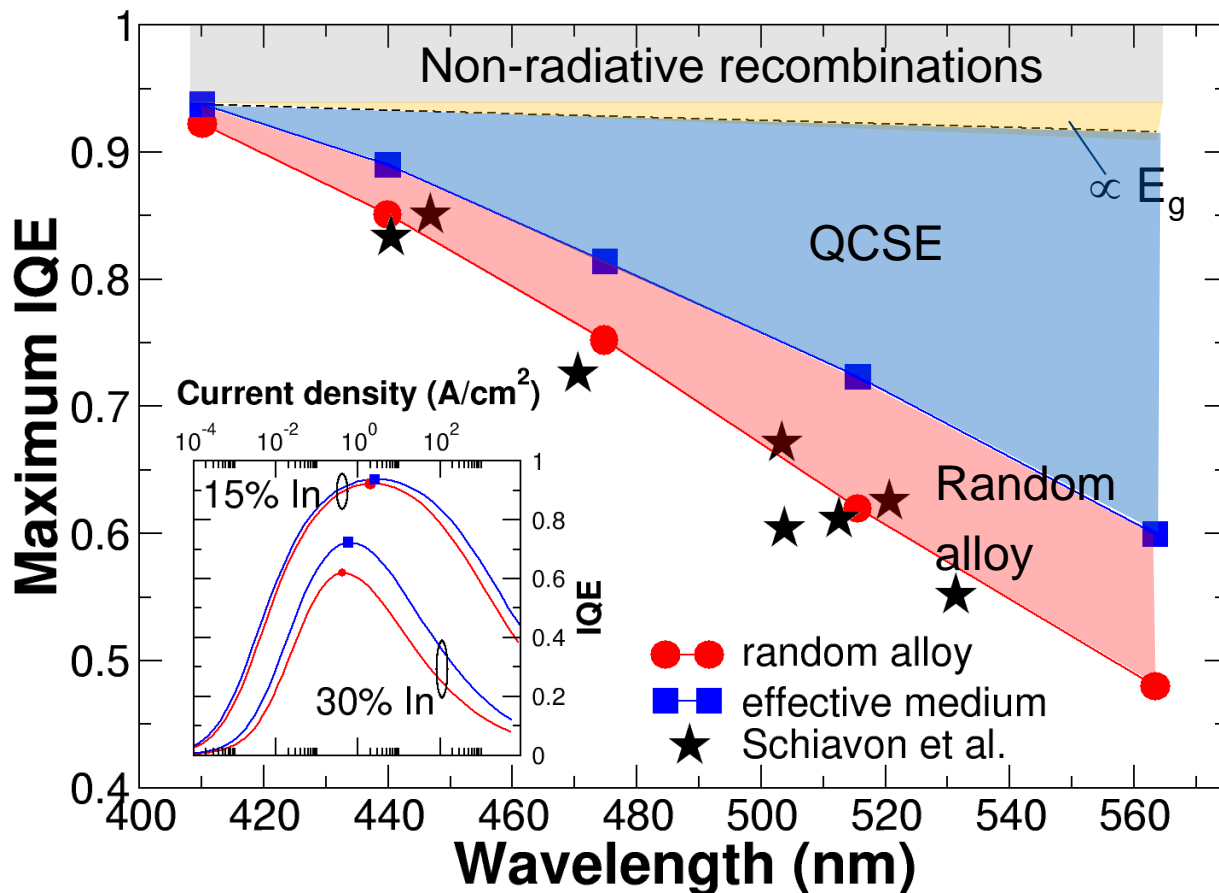 Maximum IQE
1
0.9
0.8
0.7
0.6
0.5
0.4
Non-radiative recombinations
∝ E_g
QCSE
Random
alloy
Current density (A/cm²)
10⁻⁴ 10⁻² 10⁰ 10² 
15% In
30% In
1
0.8
0.6
0.4
0.2
0
IQE
random alloy
effective medium
Schiavon et al.
400 420 440 460 480 500 520 540 560
Wavelength (nm)